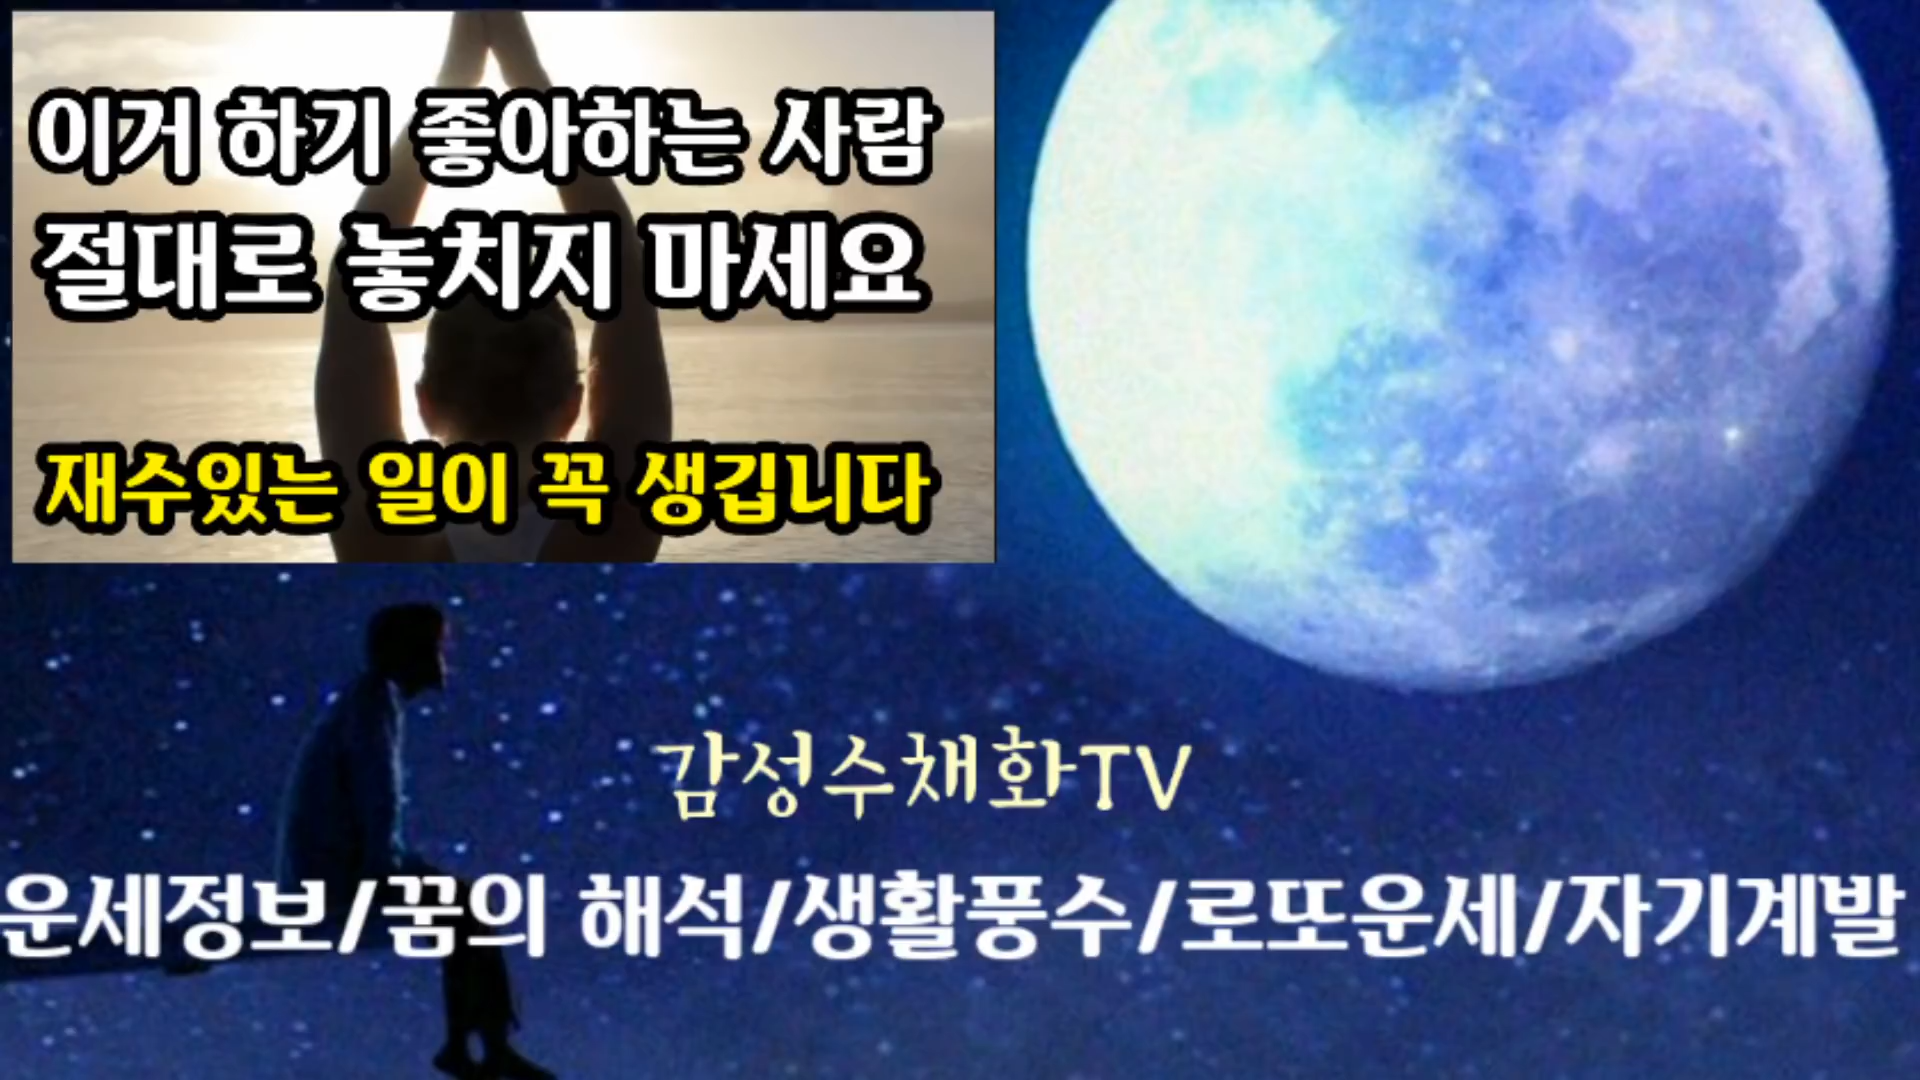 이거 하기 좋아하는 사람
절대로 놓치지 마세요
재수있는 일이 꼭 생깁니다
감성수채화TV
운세정보/꿈의 해석/생활풍수/로또운세/자기계발